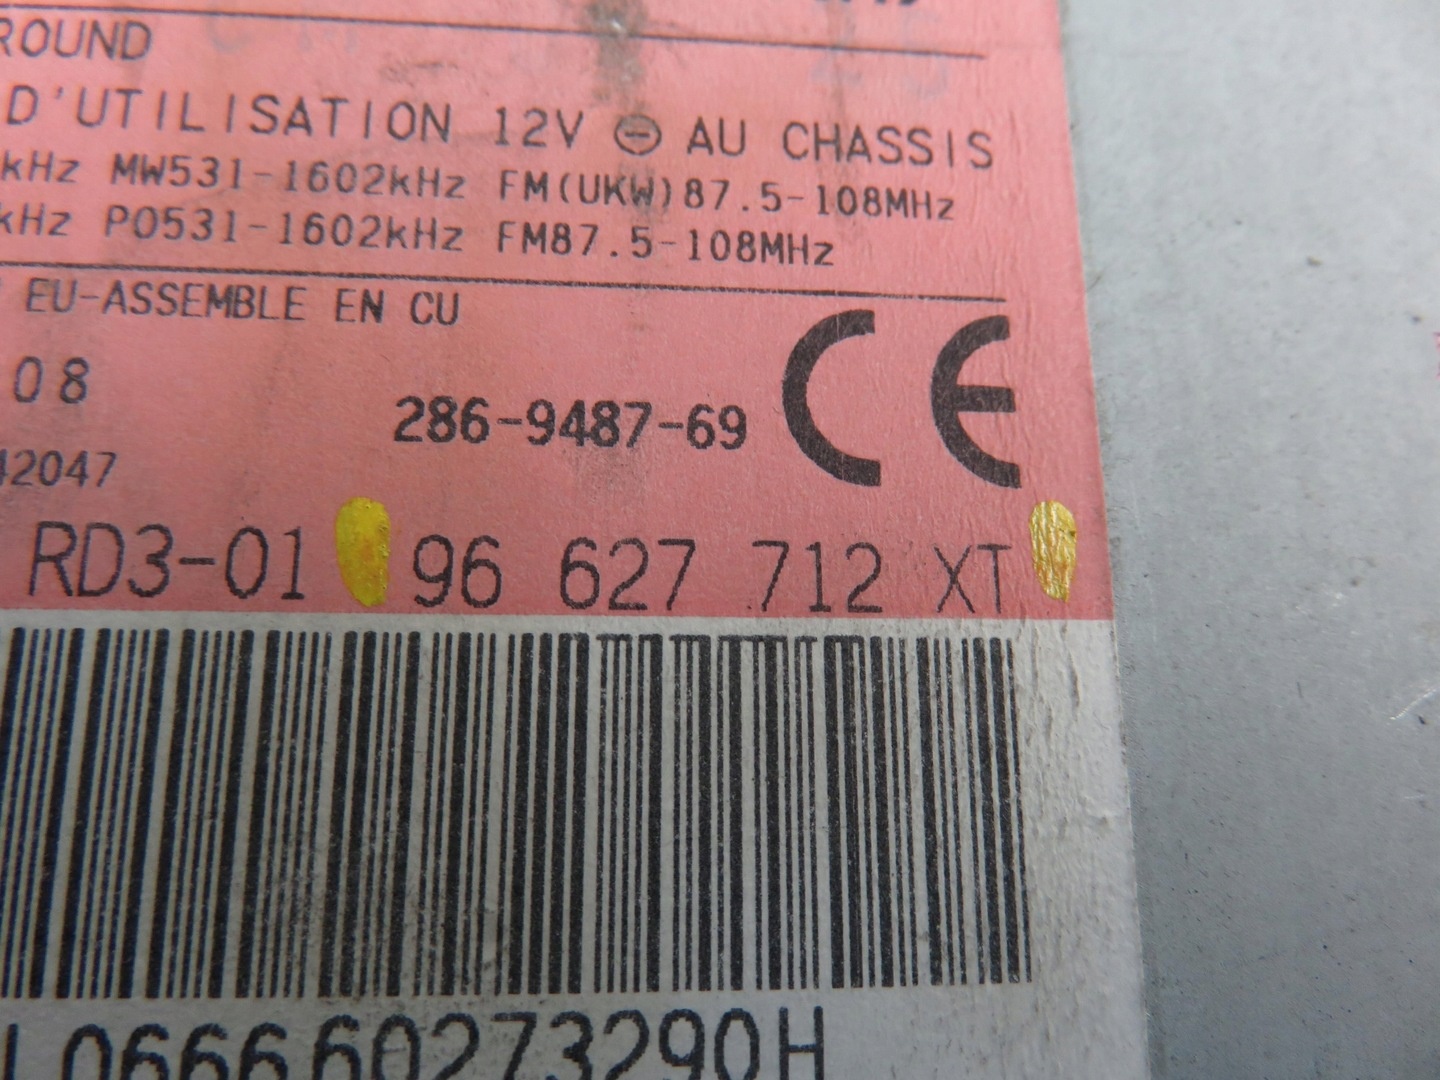 ROUND
D'UTILISATION 12V ⊖ AU CHASSIS
kHz MW531-1602kHz FM(UKW)87.5-108MHz
kHz PO531-1602kHz FM87.5-108MHz
EU-ASSEMBLE EN CU
08
286-9487-69 CE
42047
RD3-01 96 627 712 XT
L066660273290H